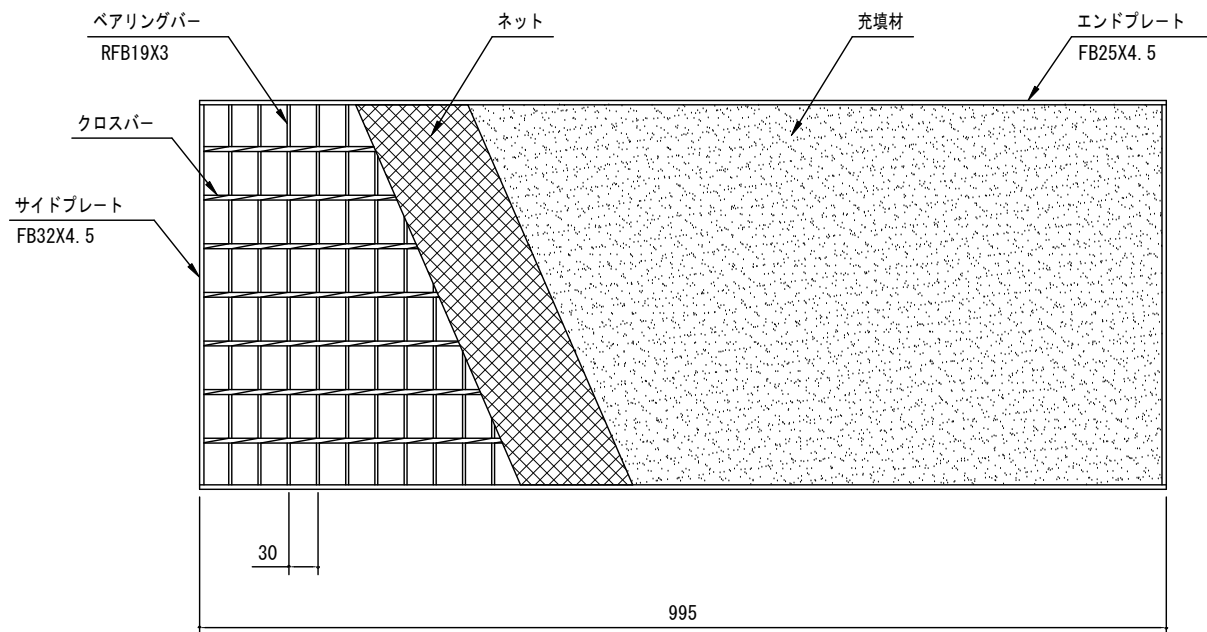 ベアリングバー
RFB19X3
ネット
充填材
エンドプレート
FB25X4.5
クロスバー
サイドプレート
FB32X4.5
30
995